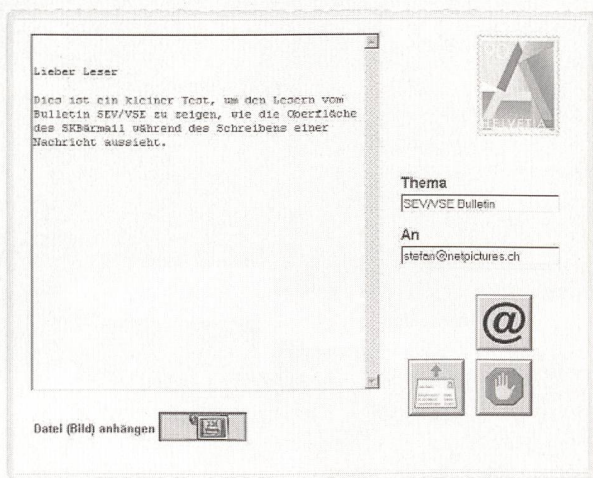 Lieber Leser
Dies ist ein kleiner Test, um den Lesern vom
Bulletin SEV/VSE zu zeigen, wie die Oberfläche
des SKBärmail während des Schreibens einer
Nachricht aussieht.
HELVETIA
Thema
SEV/VSE Bulletin
An
stefan@netpictures.ch
@
Datei (Bild) anhängen